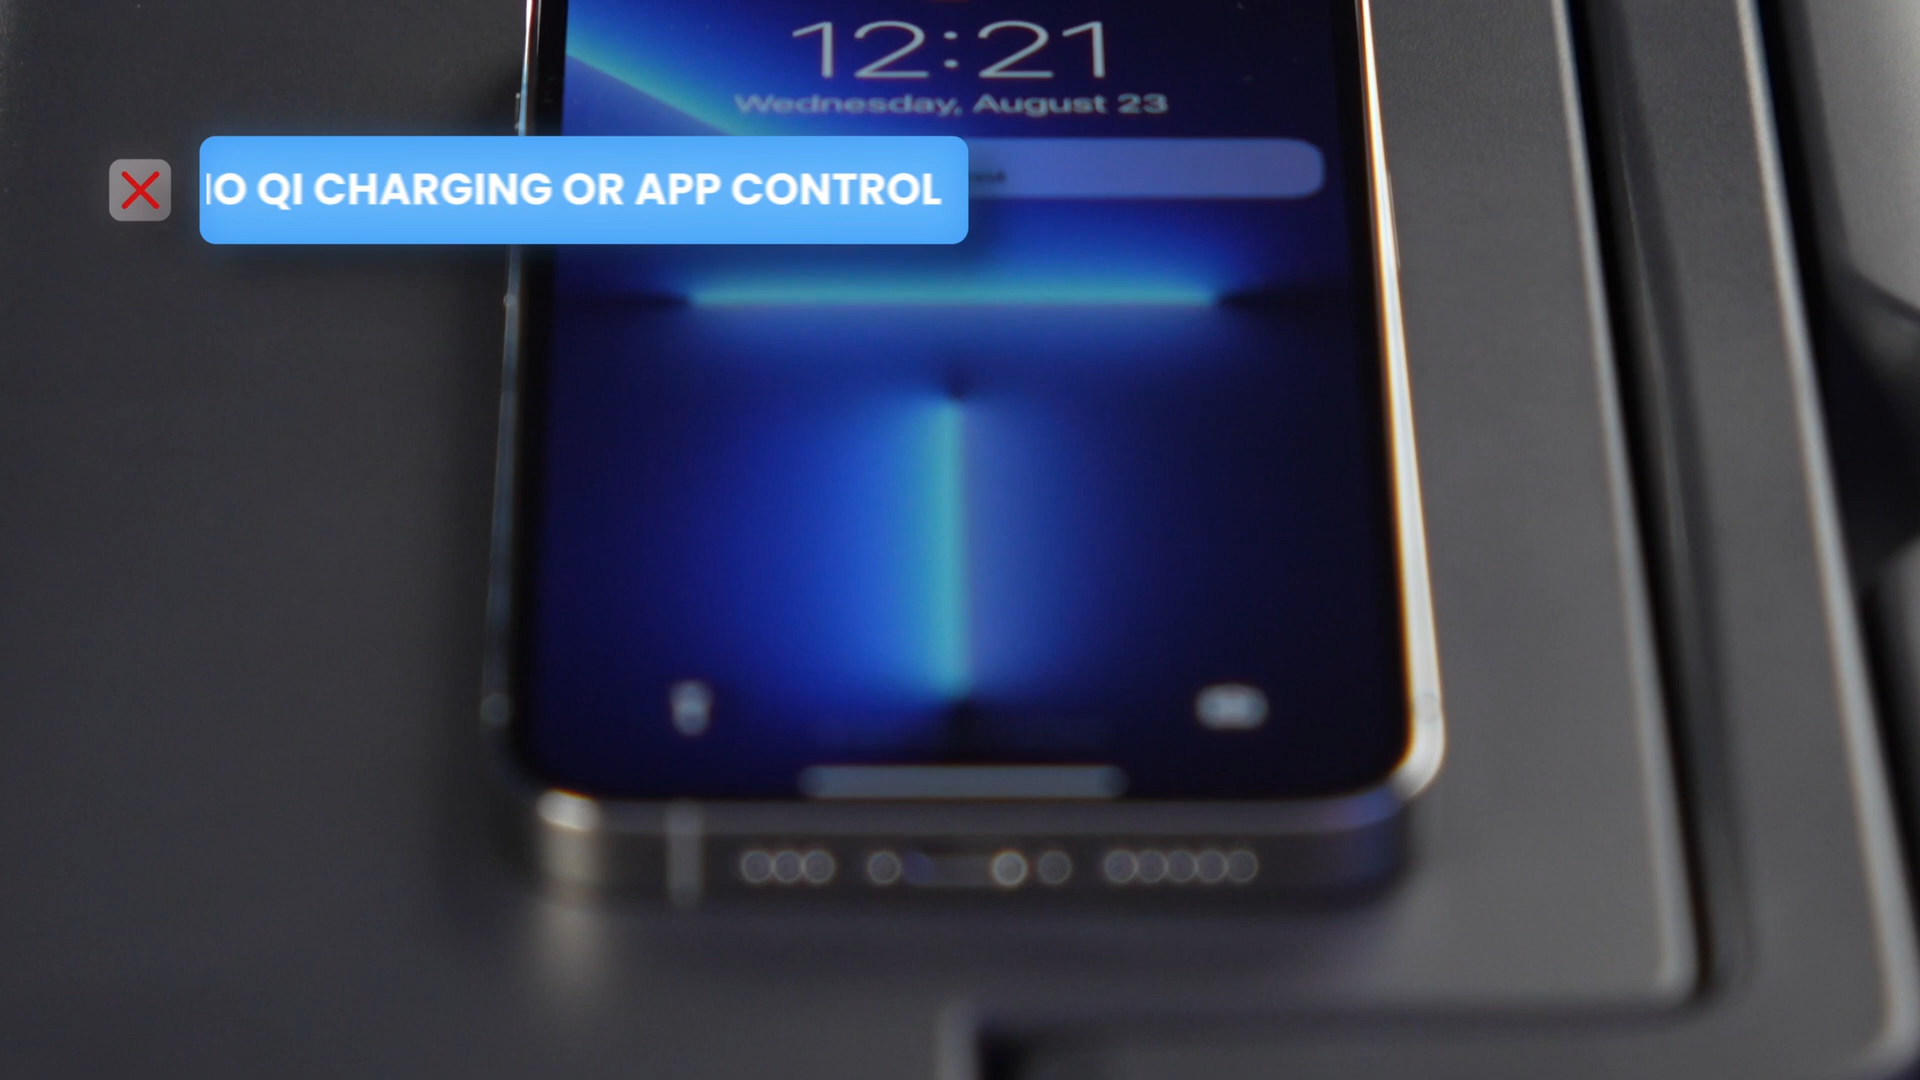 12:21
Wednesday, August 23
IO QI CHARGING OR APP CONTROL